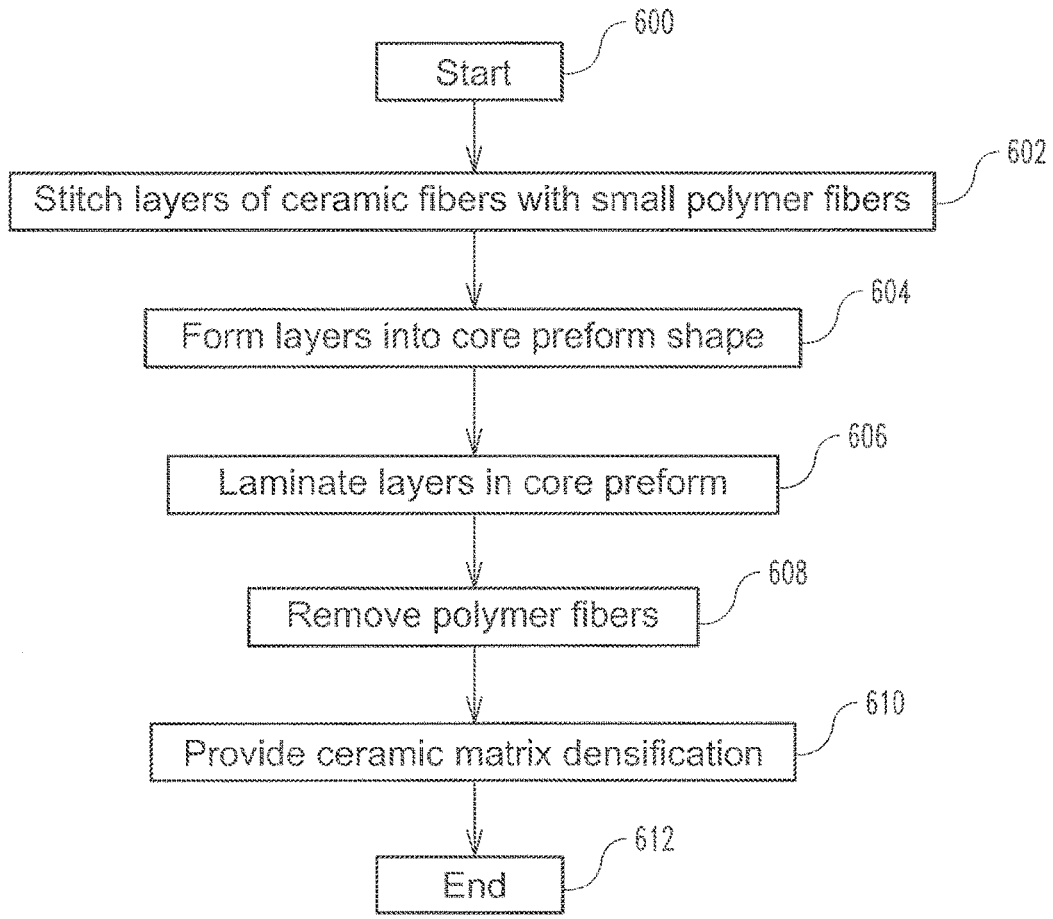 600
Start
602
Stitch layers of ceramic fibers with small polymer fibers
604
Form layers into core preform shape
606
Laminate layers in core preform
608
Remove polymer fibers
610
Provide ceramic matrix densification
612
End